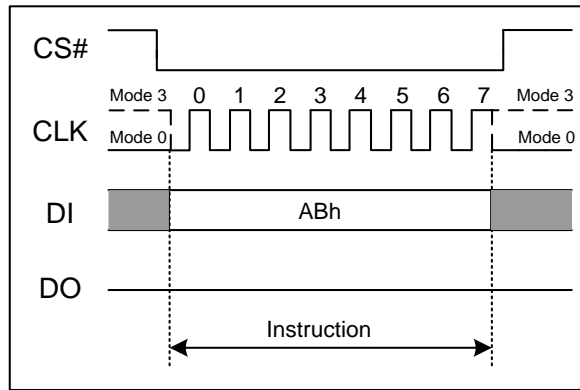 CS#
Mode 3 0 1 2 3 4 5 6 7 Mode 3
CLK
Mode 0 Mode 0
DI ABh
DO
Instruction